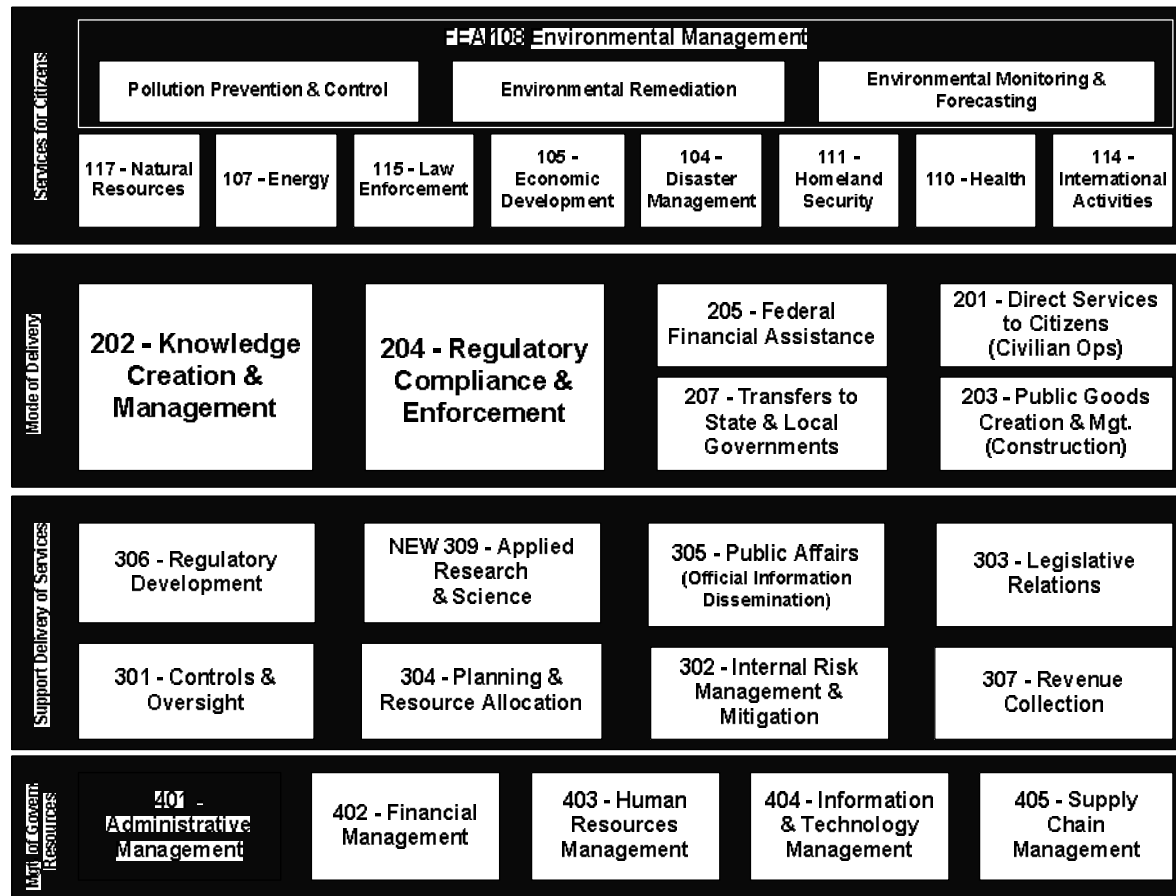 FEA 108 Environmental Management
Services for Citizens
Pollution Prevention & Control
Environmental Remediation
Environmental Monitoring &
Forecasting
117 - Natural
Resources
107 - Energy
115 - Law
Enforcement
105 -
Economic
Development
104 -
Disaster
Management
111 -
Homeland
Security
110 - Health
114 -
International
Activities
Mode of Delivery
202 - Knowledge
Creation &
Management
204 - Regulatory
Compliance &
Enforcement
205 - Federal
Financial Assistance
201 - Direct Services
to Citizens
(Civilian Ops)
207 - Transfers to
State & Local
Governments
203 - Public Goods
Creation & Mgt.
(Construction)
Support Delivery of Services
306 - Regulatory
Development
NEW 309 - Applied
Research
& Science
305 - Public Affairs
(Official Information
Dissemination)
303 - Legislative
Relations
301 - Controls &
Oversight
304 - Planning &
Resource Allocation
302 - Internal Risk
Management &
Mitigation
307 - Revenue
Collection
of Govern.
Resources
401 -
Administrative
Management
402 - Financial
Management
403 - Human
Resources
Management
404 - Information
& Technology
Management
405 - Supply
Chain
Management